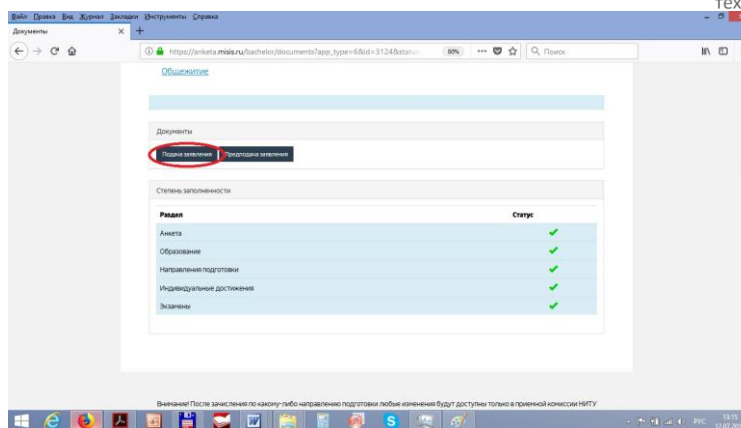 тех
Файл Правка Вид Журнал Закладки Инструменты Справка
Документы
https://anketa.misis.ru/bachelor/documents?app_type=6&id=3124&status
80%
Поиск
Общежитие
Документы
Подача заявления
Предподача заявления
Степень заполненности
Раздел Статус
Анкета
Образование
Направления подготовки
Индивидуальные достижения
Экзамены
Внимание! После зачисления по какому-либо направлению подготовки любые изменения будут доступны только в приемной комиссии НИТУ
РУС
13:15